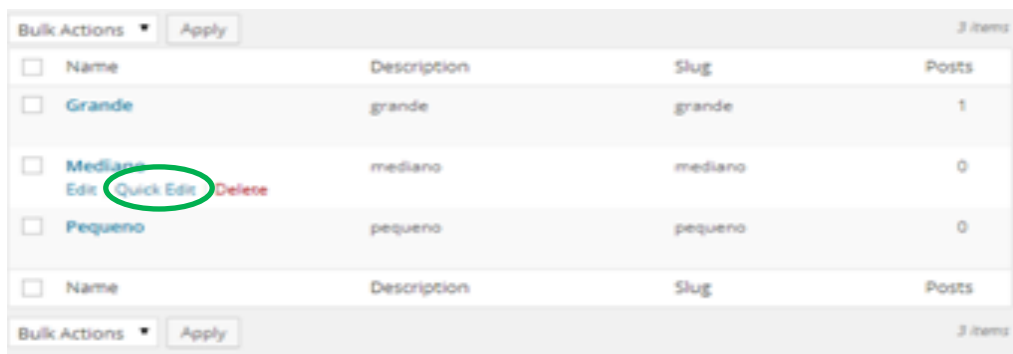 Bulk Actions Apply 3 items
Name Description Slug Posts
Grande grande grande 1
Mediano mediano mediano 0
Edit Quick Edit Delete
Pequeno pequeno pequeno 0
Name Description Slug Posts
Bulk Actions Apply 3 items